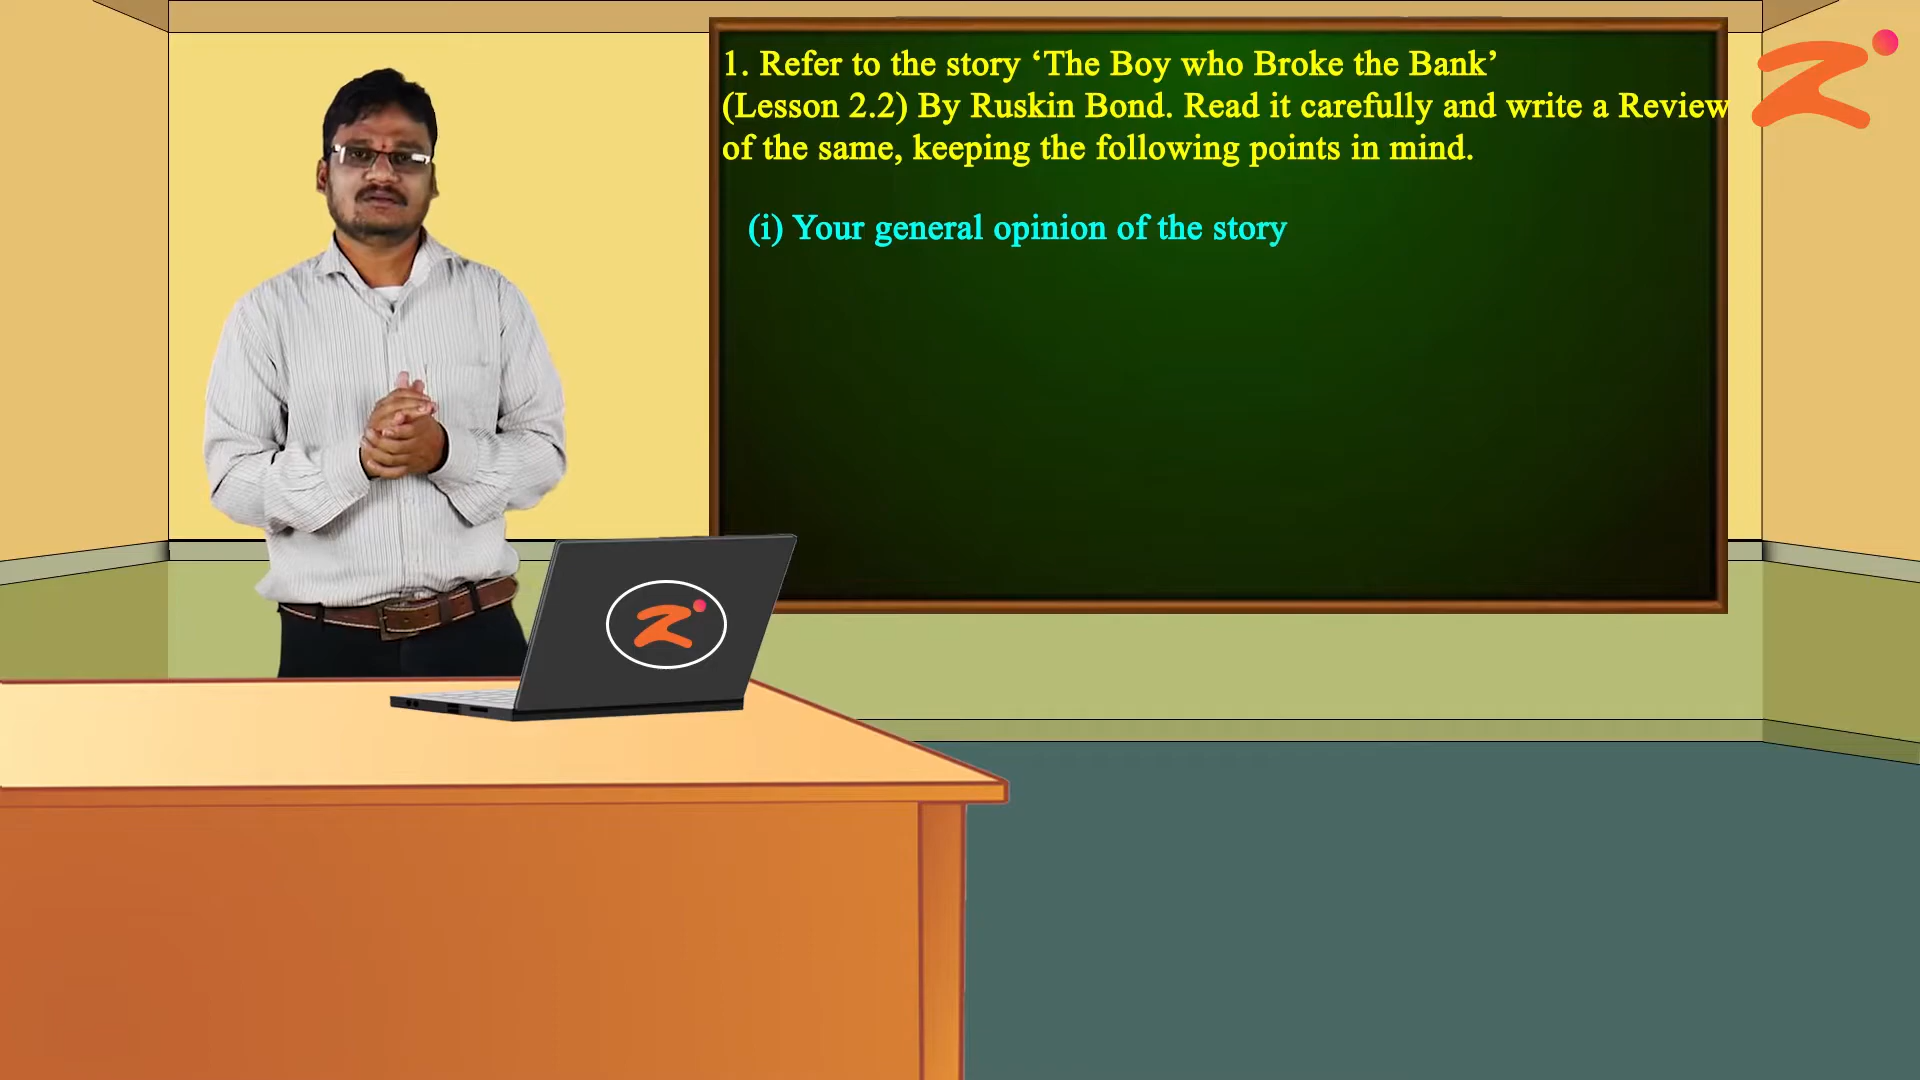 1. Refer to the story ‘The Boy who Broke the Bank’
(Lesson 2.2) By Ruskin Bond. Read it carefully and write a Review
of the same, keeping the following points in mind.
(i) Your general opinion of the story